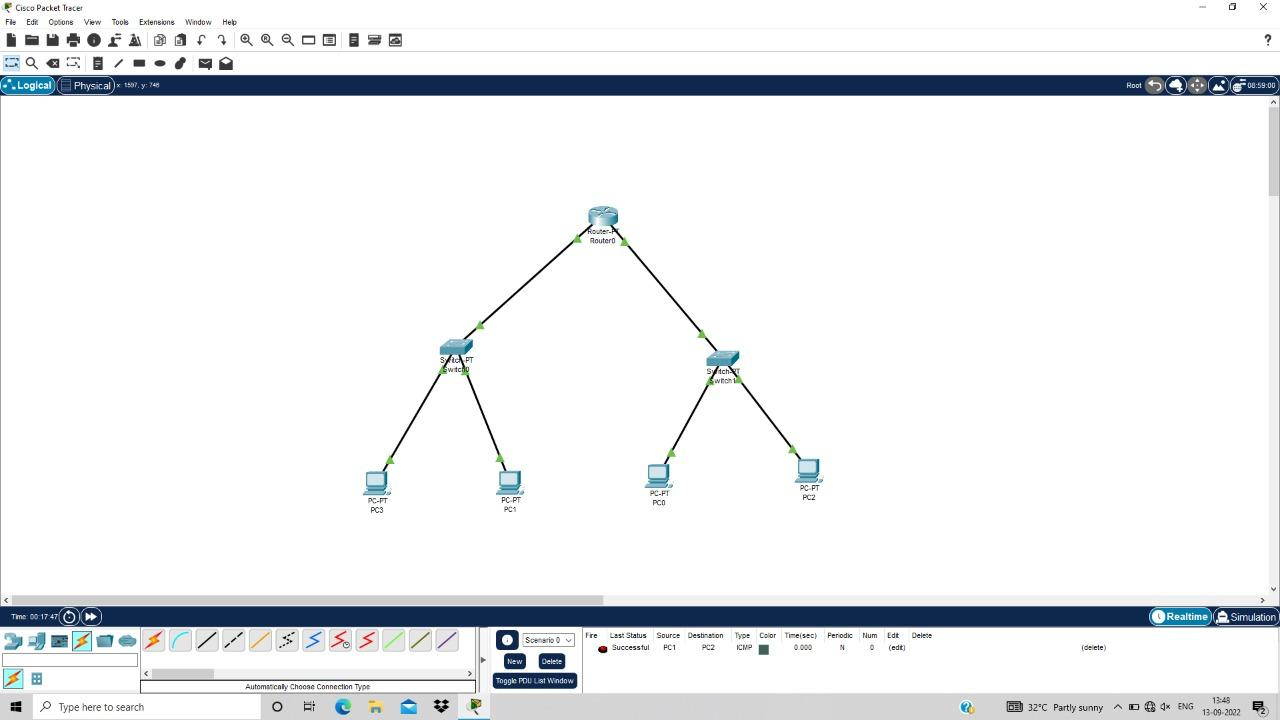 Cisco Packet Tracer
File Edit Options View Tools Extensions Window Help
?
Logical Physical x: 1597, y: 746 Root 08:59:00
Router-PT
Router0
Switch-PT
Switch0
Switch-PT
Switch1
PC-PT
PC3
PC-PT
PC1
PC-PT
PC0
PC-PT
PC2
Time: 00:17:47 Realtime Simulation
Scenario 0
New Delete
Toggle PDU List Window
Fire Last Status Source Destination Type Color Time(sec) Periodic Num Edit Delete
Successful PC1 PC2 ICMP 0.000 N 0 (edit) (delete)
Automatically Choose Connection Type
Type here to search
32°C Partly sunny ENG
13:48
13-09-2022
2